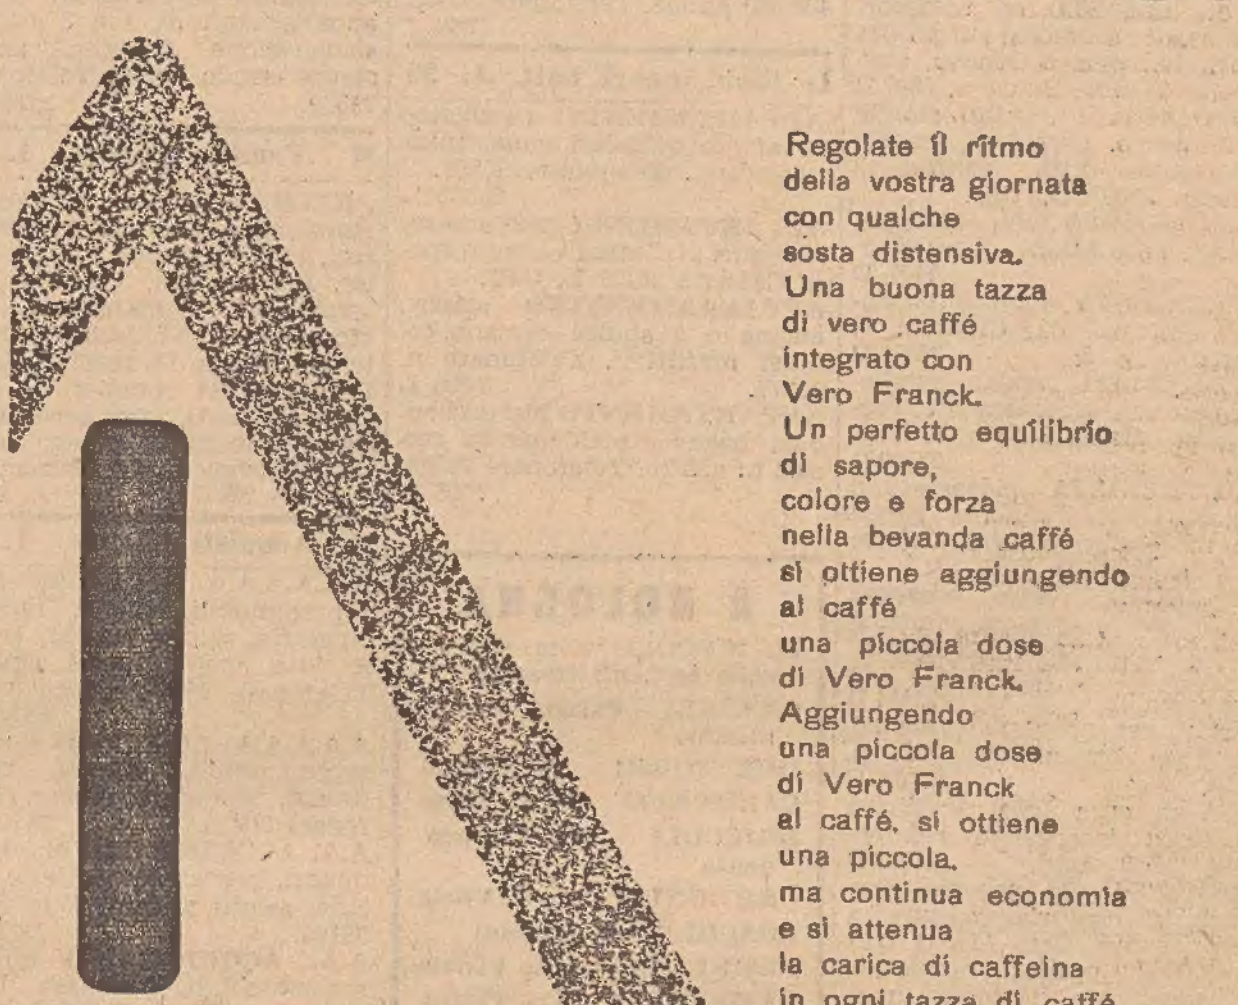 Regolate il ritmo
della vostra giornata
con qualche
sosta distensiva.
Una buona tazza
di vero caffé
integrato con
Vero Franck.
Un perfetto equilibrio
di sapore,
colore e forza
nella bevanda caffé
si ottiene aggiungendo
al caffé
una piccola dose
di Vero Franck.
Aggiungendo
una piccola dose
di Vero Franck
al caffé, si ottiene
una piccola,
ma continua economia
e si attenua
la carica di caffeina
in ogni tazza di caffé